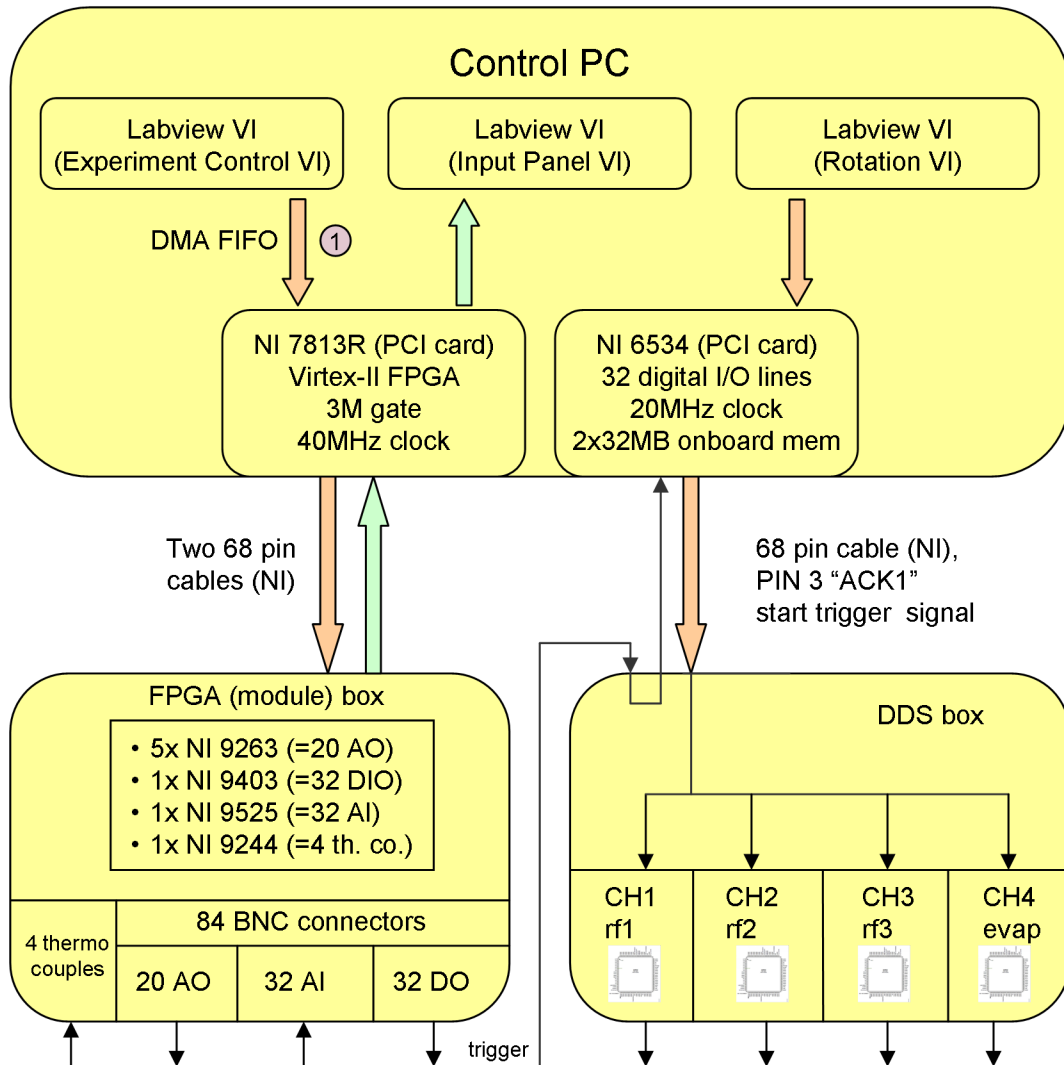 Control PC
Labview VI
(Experiment Control VI)
Labview VI
(Input Panel VI)
Labview VI
(Rotation VI)
DMA FIFO
1
NI 7813R (PCI card)
Virtex-II FPGA
3M gate
40MHz clock
NI 6534 (PCI card)
32 digital I/O lines
20MHz clock
2x32MB onboard mem
Two 68 pin
cables (NI)
68 pin cable (NI),
PIN 3 “ACK1”
start trigger signal
FPGA (module) box
• 5x NI 9263 (=20 AO)
• 1x NI 9403 (=32 DIO)
• 1x NI 9525 (=32 AI)
• 1x NI 9244 (=4 th. co.)
4 thermo
couples
84 BNC connectors
20 AO
32 AI
32 DO
trigger
DDS box
CH1
rf1
CH2
rf2
CH3
rf3
CH4
evap